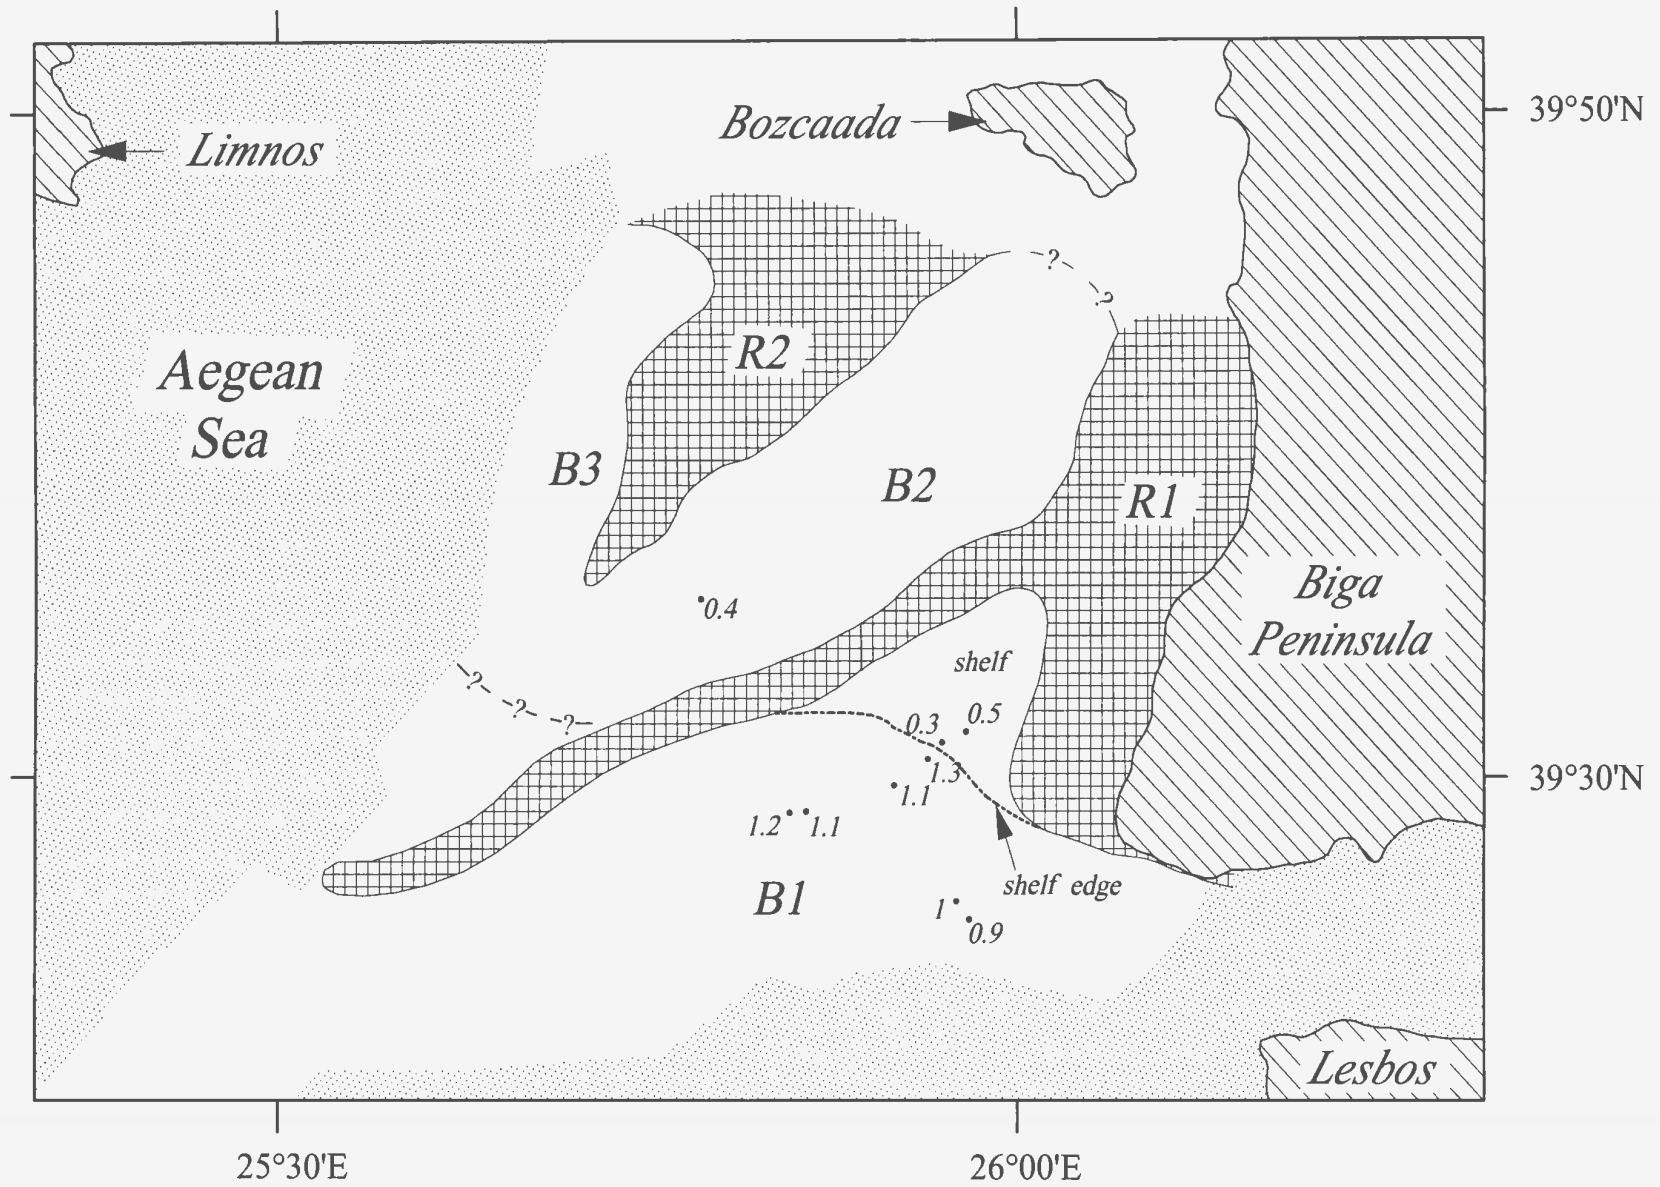 39°50'N
Bozcaada
Limnos
?
?
R2
Aegean
Sea
B3
B2
R1
Biga
Peninsula
0.4
shelf
?
?
?
0.5
0.3
1.3
1.1
39°30'N
1.2
1.1
shelf edge
B1
1
0.9
Lesbos
25°30'E
26°00'E